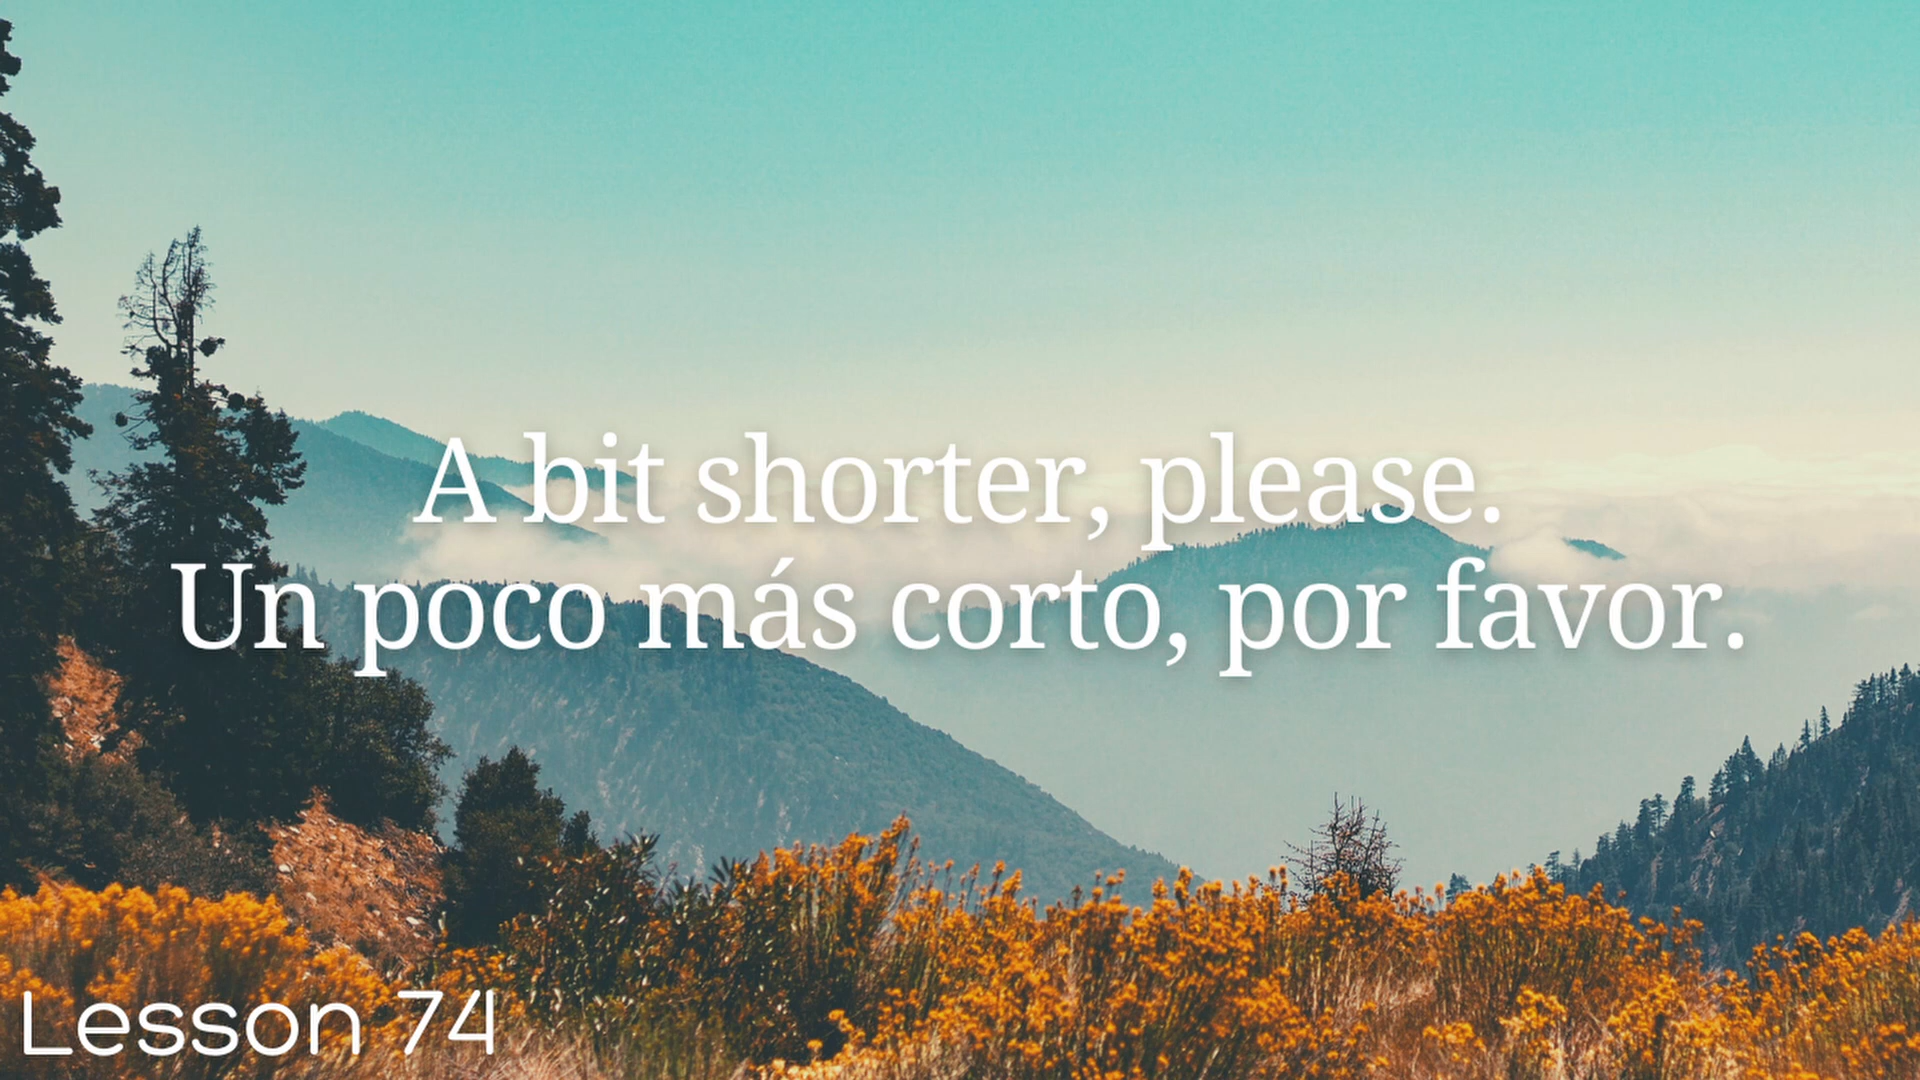 A bit shorter, please.
Un poco más corto, por favor.
Lesson 74